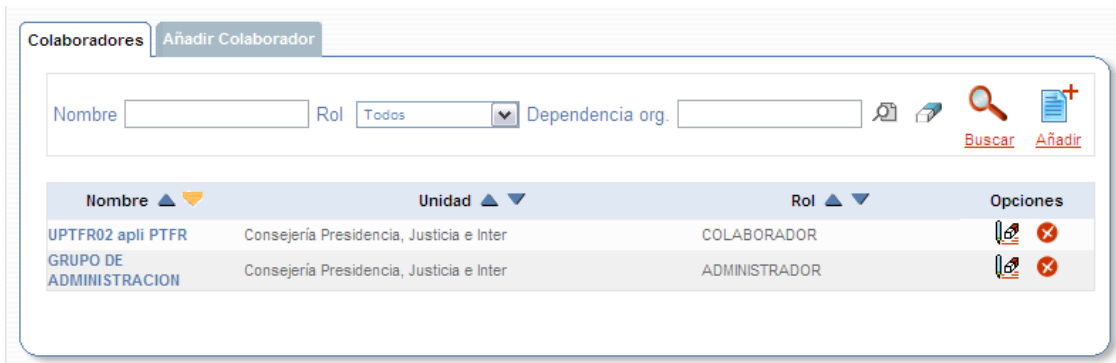 Colaboradores Añadir Colaborador
Nombre Rol Todos Dependencia org.
Buscar Añadir
Nombre Unidad Rol Opciones
UPTFR02 apli PTFR Consejería Presidencia, Justicia e Inter COLABORADOR
GRUPO DE
ADMINISTRACION Consejería Presidencia, Justicia e Inter ADMINISTRADOR